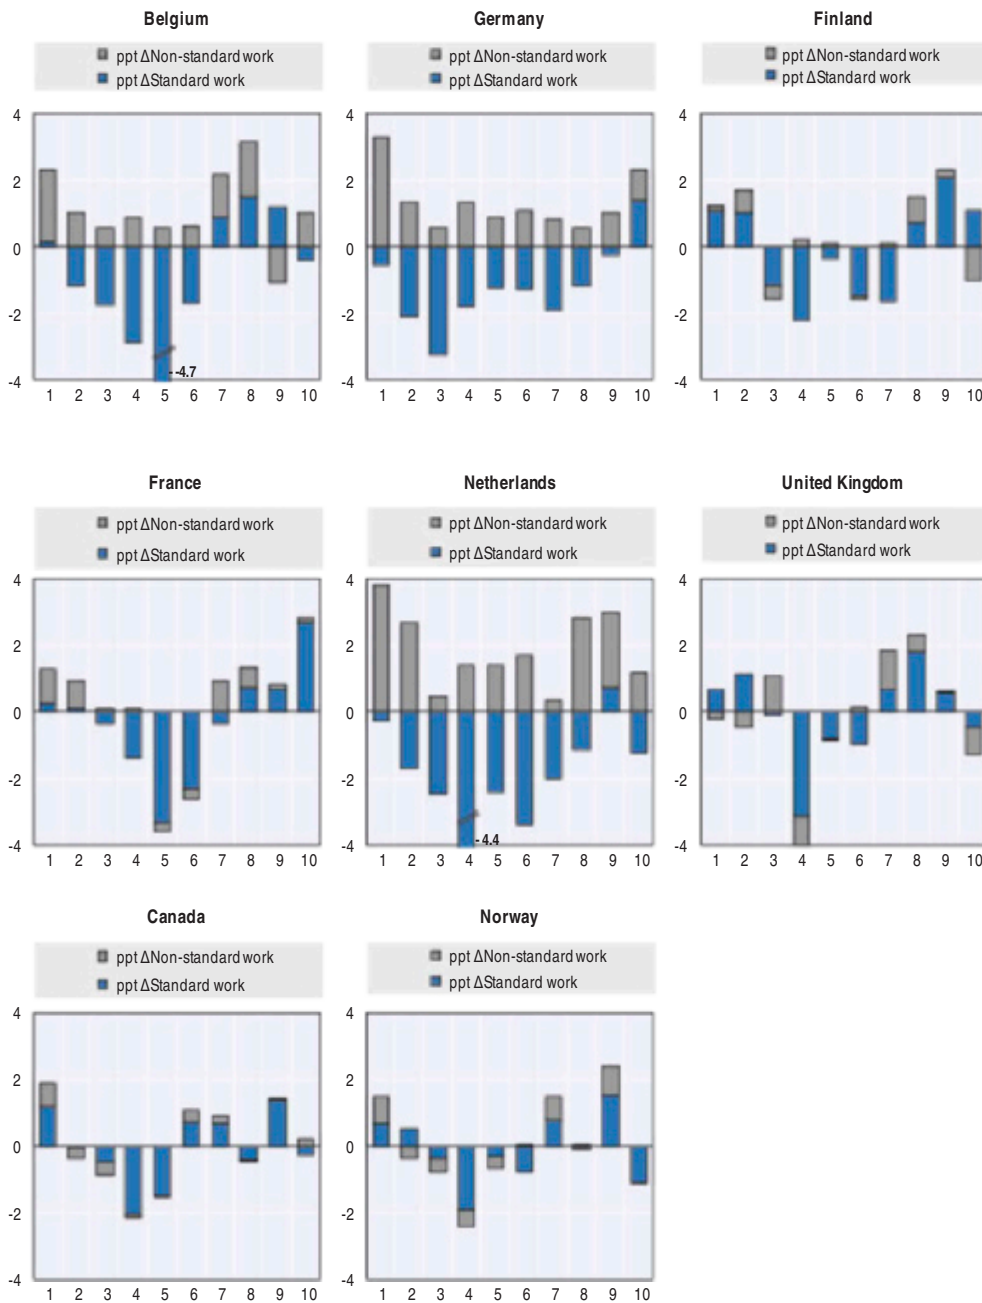 Belgium
ppt ΔNon-standard work
ppt ΔStandard work
4
2
0
-2
-4
- -4.7
1 2 3 4 5 6 7 8 9 10
Germany
ppt ΔNon-standard work
ppt ΔStandard work
4
2
0
-2
-4
1 2 3 4 5 6 7 8 9 10
Finland
ppt ΔNon-standard work
ppt ΔStandard work
4
2
0
-2
-4
1 2 3 4 5 6 7 8 9 10
France
ppt ΔNon-standard work
ppt ΔStandard work
4
2
0
-2
-4
1 2 3 4 5 6 7 8 9 10
Netherlands
ppt ΔNon-standard work
ppt ΔStandard work
4
2
0
-2
-4
- 4.4
1 2 3 4 5 6 7 8 9 10
United Kingdom
ppt ΔNon-standard work
ppt ΔStandard work
4
2
0
-2
-4
1 2 3 4 5 6 7 8 9 10
Canada
ppt ΔNon-standard work
ppt ΔStandard work
4
2
0
-2
-4
1 2 3 4 5 6 7 8 9 10
Norway
ppt ΔNon-standard work
ppt ΔStandard work
4
2
0
-2
-4
1 2 3 4 5 6 7 8 9 10